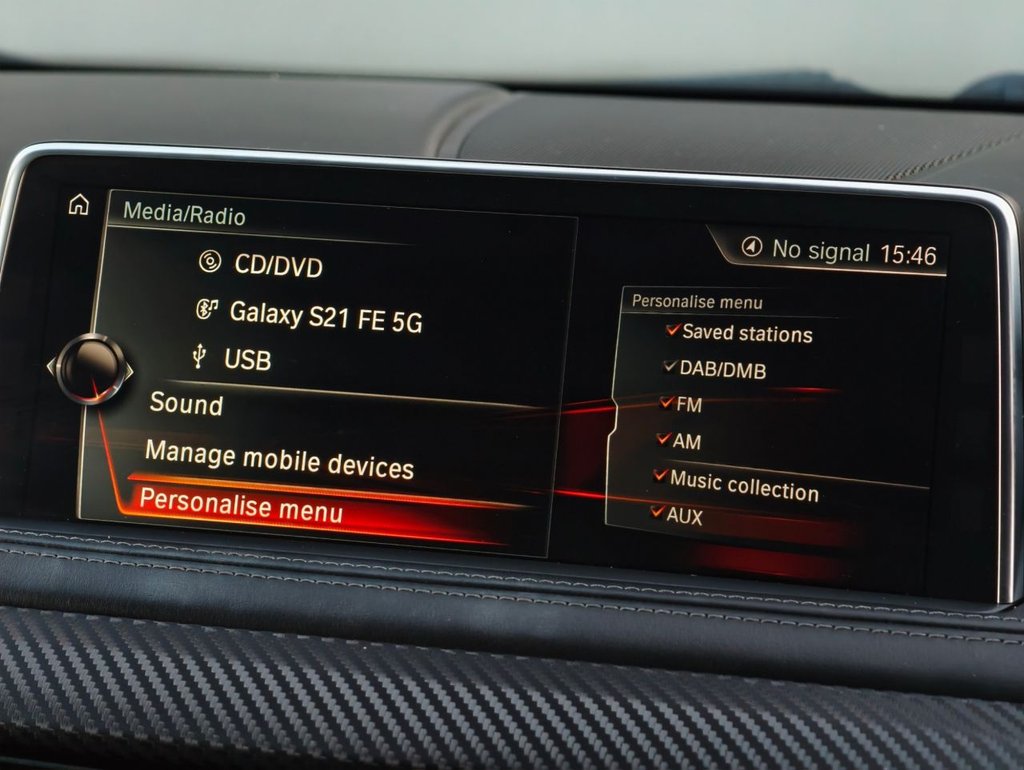 Media/Radio
CD/DVD
Galaxy S21 FE 5G
USB
Sound
Manage mobile devices
Personalise menu
No signal 15:46
Personalise menu
Saved stations
DAB/DMB
FM
AM
Music collection
AUX